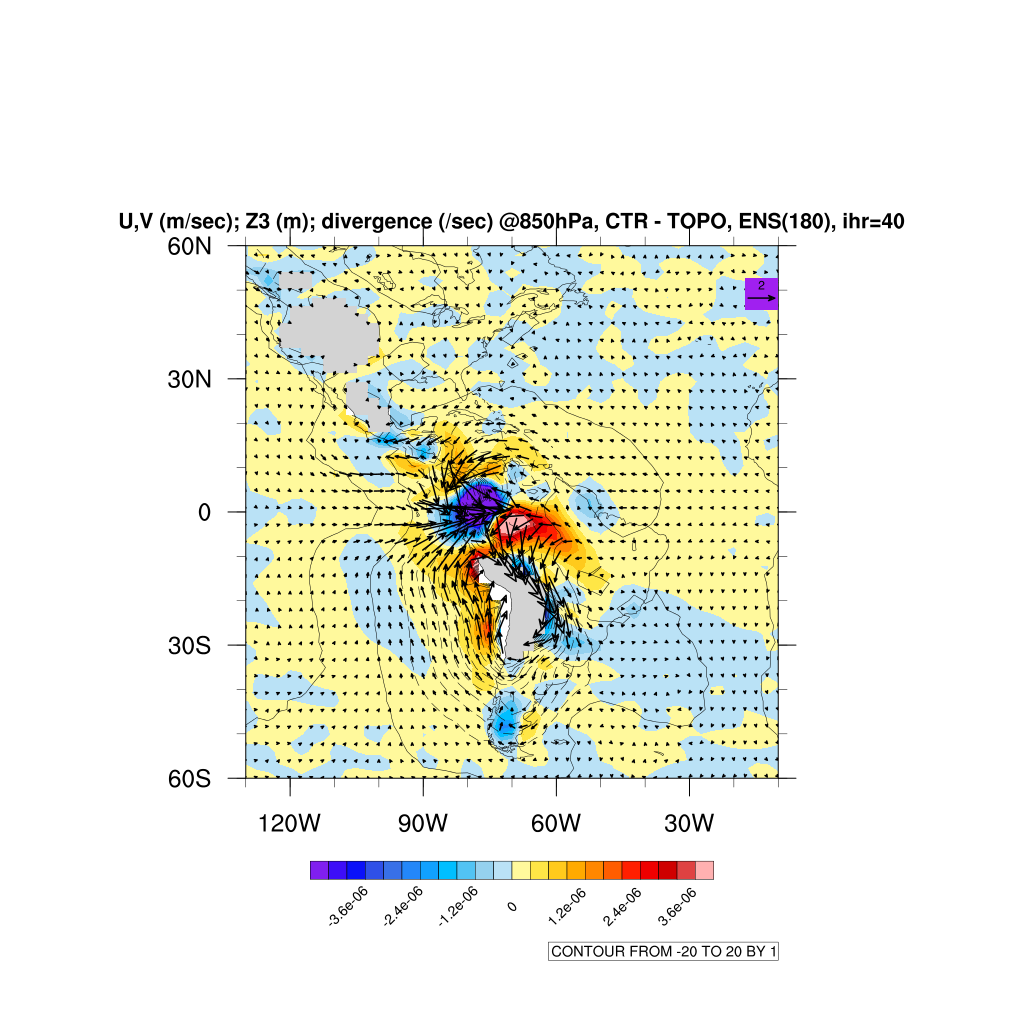 U,V (m/sec); Z3 (m); divergence (/sec) @850hPa, CTR - TOPO, ENS(180), ihr=40
60N
2
30N
0
30S
60S
120W 90W 60W 30W
-3.6e-06 -2.4e-06 -1.2e-06 0 1.2e-06 2.4e-06 3.6e-06
CONTOUR FROM -20 TO 20 BY 1